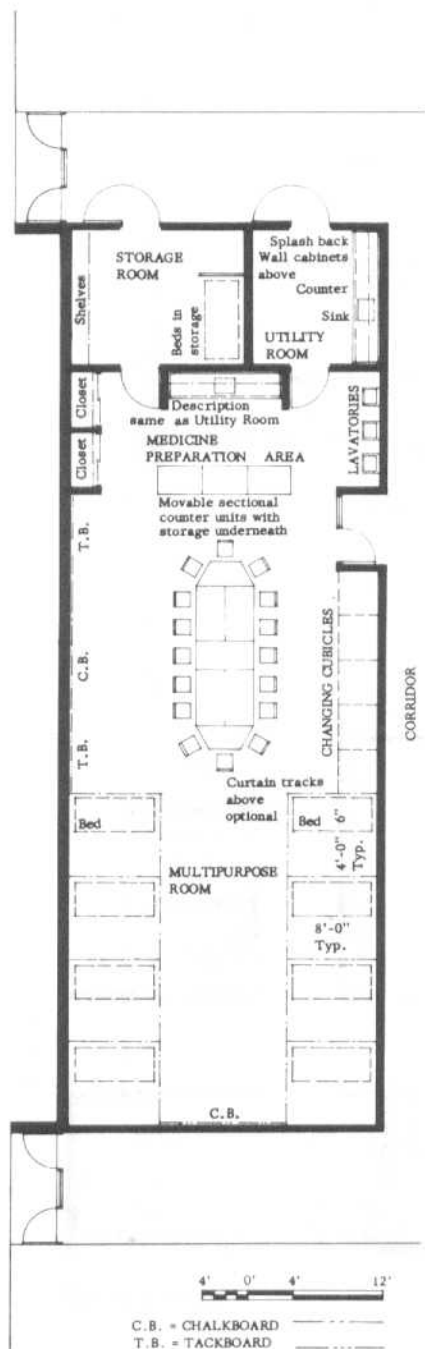 Splash back
Wall cabinets
above
Counter
Sink
UTILITY
ROOM
STORAGE
ROOM
Shelves
Beds in
storage
Closet
Closet
Description
same as Utility Room
MEDICINE
PREPARATION AREA
LAVATORIES
Movable sectional
counter units with
storage underneath
T.B.
C.B.
T.B.
CHANGING CUBICLES
CORRIDOR
Curtain tracks
above
optional
Bed
Bed
4'-0" 6"
Typ.
MULTIPURPOSE
ROOM
8'-0"
Typ.
C.B.
4' 0' 4' 12'
C.B. = CHALKBOARD
T.B. = TACKBOARD